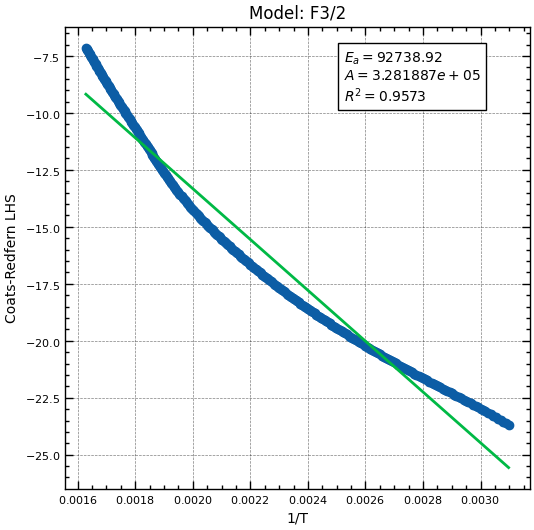 Model: F3/2
Eₐ = 92738.92
A = 3.281887e + 05
R² = 0.9573
Coats-Redfern LHS
−7.5
−10.0
−12.5
−15.0
−17.5
−20.0
−22.5
−25.0
0.0016 0.0018 0.0020 0.0022 0.0024 0.0026 0.0028 0.0030
1/T